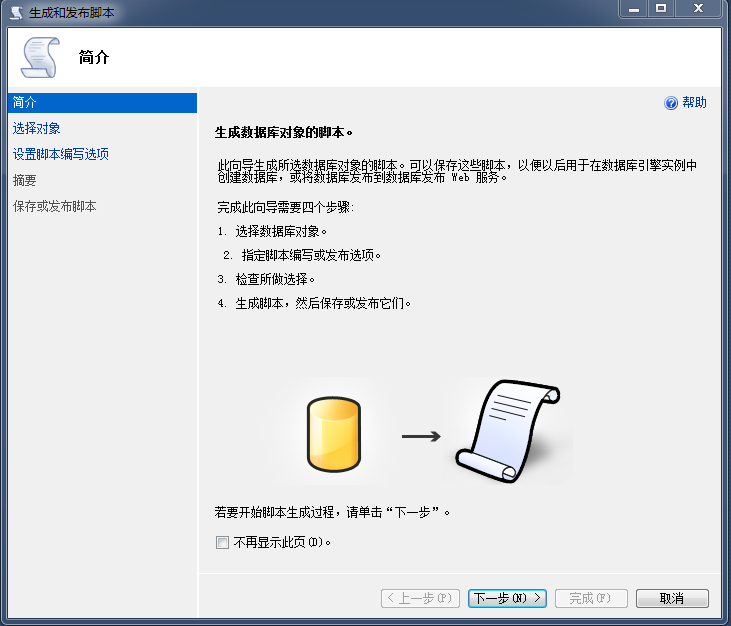 生成和发布脚本
简介
简介
选择对象
设置脚本编写选项
摘要
保存或发布脚本
帮助
生成数据库对象的脚本。
此向导生成所选数据库对象的脚本。可以保存这些脚本，以便以后用于在数据库引擎实例中
创建数据库，或将数据库发布到数据库发布 Web 服务。
完成此向导需要四个步骤:
1. 选择数据库对象。
2. 指定脚本编写或发布选项。
3. 检查所做选择。
4. 生成脚本，然后保存或发布它们。
若要开始脚本生成过程，请单击“下一步”。
不再显示此页(D)。
< 上一步(P)
下一步(N) >
完成(F)
取消